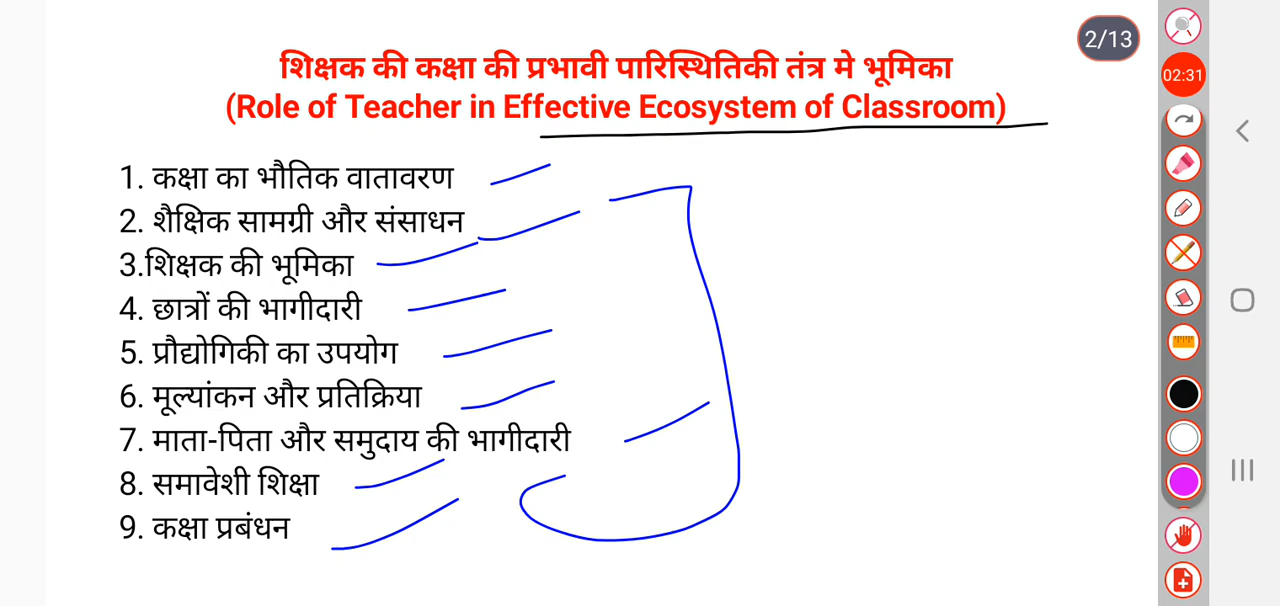 2/13
शिक्षक की कक्षा की प्रभावी पारिस्थितिकी तंत्र मे भूमिका
(Role of Teacher in Effective Ecosystem of Classroom)
02:31
1. कक्षा का भौतिक वातावरण
2. शैक्षिक सामग्री और संसाधन
3.शिक्षक की भूमिका
4. छात्रों की भागीदारी
5. प्रौद्योगिकी का उपयोग
6. मूल्यांकन और प्रतिक्रिया
7. माता-पिता और समुदाय की भागीदारी
8. समावेशी शिक्षा
9. कक्षा प्रबंधन